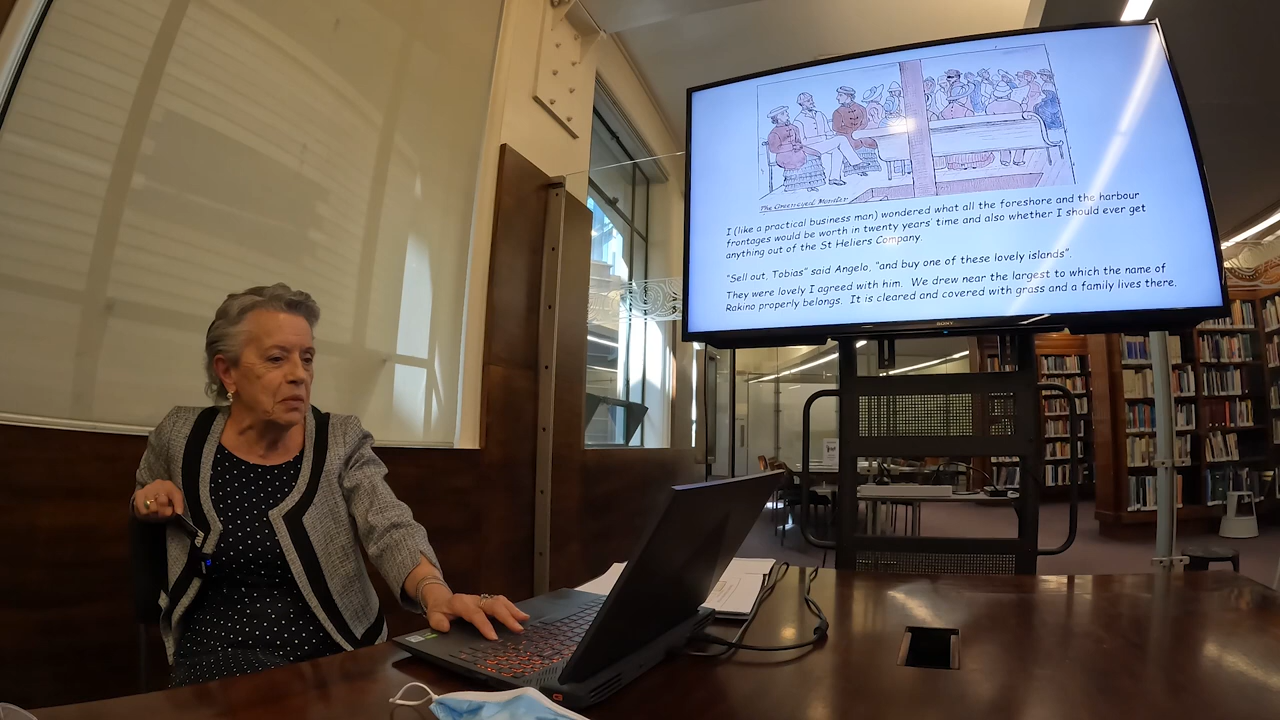 The Greeneyed Monster.
I (like a practical business man) wondered what all the foreshore and the harbour
frontages would be worth in twenty years' time and also whether I should ever get
anything out of the St Heliers Company.
"Sell out, Tobias" said Angelo, "and buy one of these lovely islands".
They were lovely I agreed with him. We drew near the largest to which the name of
Rakino properly belongs. It is cleared and covered with grass and a family lives there.
SONY